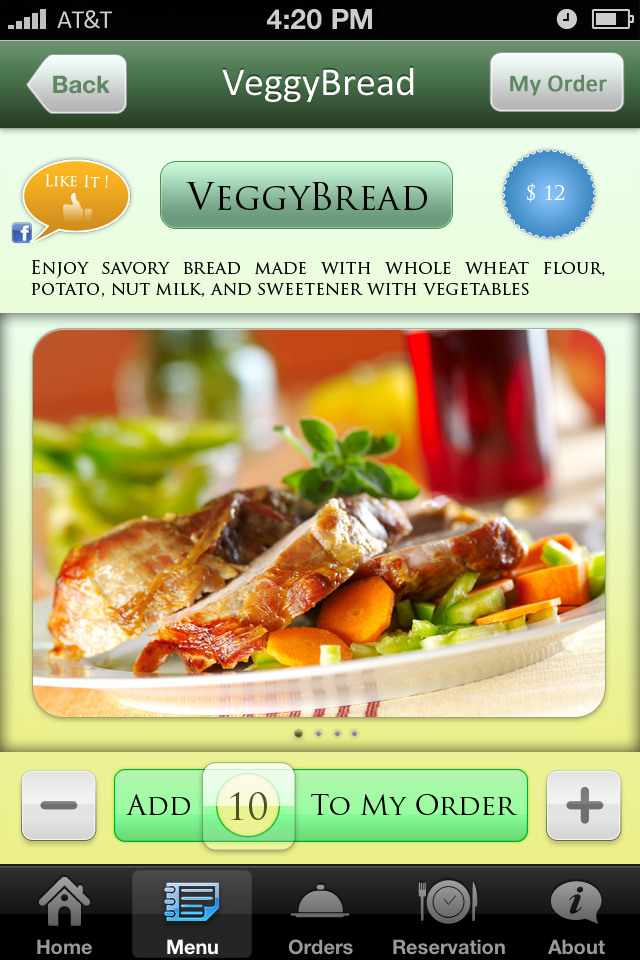 AT&T 4:20 PM
Back VeggyBread My Order
Like It !
f
VeggyBread
$ 12
Enjoy savory bread made with whole wheat flour,
potato, nut milk, and sweetener with vegetables
Add 10 To My Order
Home Menu Orders Reservation About